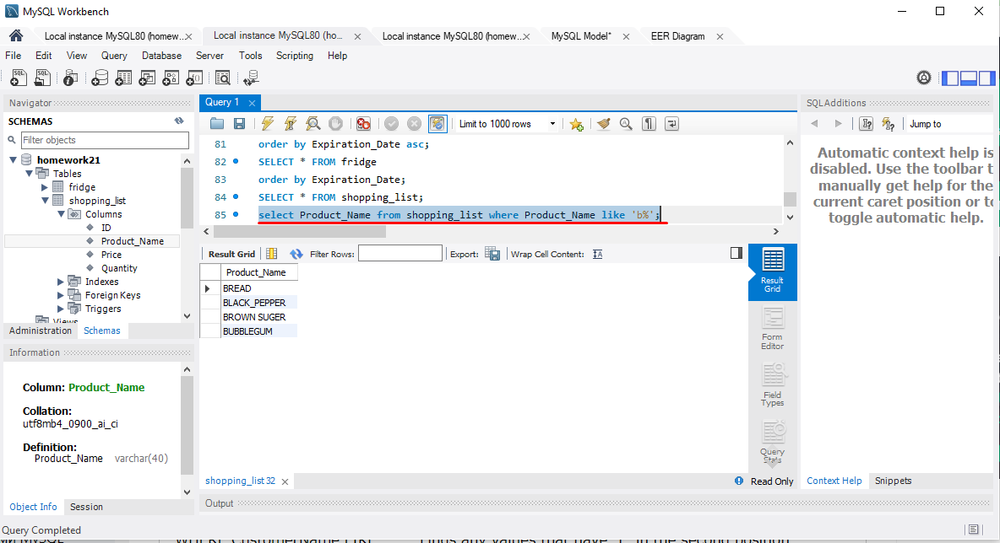 MySQL Workbench
Local instance MySQL80 (homew... × Local instance MySQL80 (ho... × Local instance MySQL80 (homew... × MySQL Model* × EER Diagram ×
File Edit View Query Database Server Tools Scripting Help
Navigator
SCHEMAS
Filter objects
homework21
Tables
fridge
shopping_list
Columns
ID
Product_Name
Price
Quantity
Indexes
Foreign Keys
Triggers
Views
Administration Schemas
Information
Column: Product_Name
Collation:
utf8mb4_0900_ai_ci
Definition:
Product_Name varchar(40)
Object Info Session
Query 1 ×
Limit to 1000 rows
81 order by Expiration_Date asc;
82 SELECT * FROM fridge
83 order by Expiration_Date;
84 SELECT * FROM shopping_list;
85 select Product_Name from shopping_list where Product_Name like 'b%';
Result Grid Filter Rows: Export: Wrap Cell Content:
Product_Name
BREAD
BLACK_PEPPER
BROWN SUGER
BUBBLEGUM
Result
Grid
Form
Editor
Field
Types
Query
Stats
shopping_list 32 ×
Read Only
Output
SQLAdditions
Jump to
Automatic context help is
disabled. Use the toolbar t
manually get help for the
current caret position or to
toggle automatic help.
Context Help Snippets
Query Completed